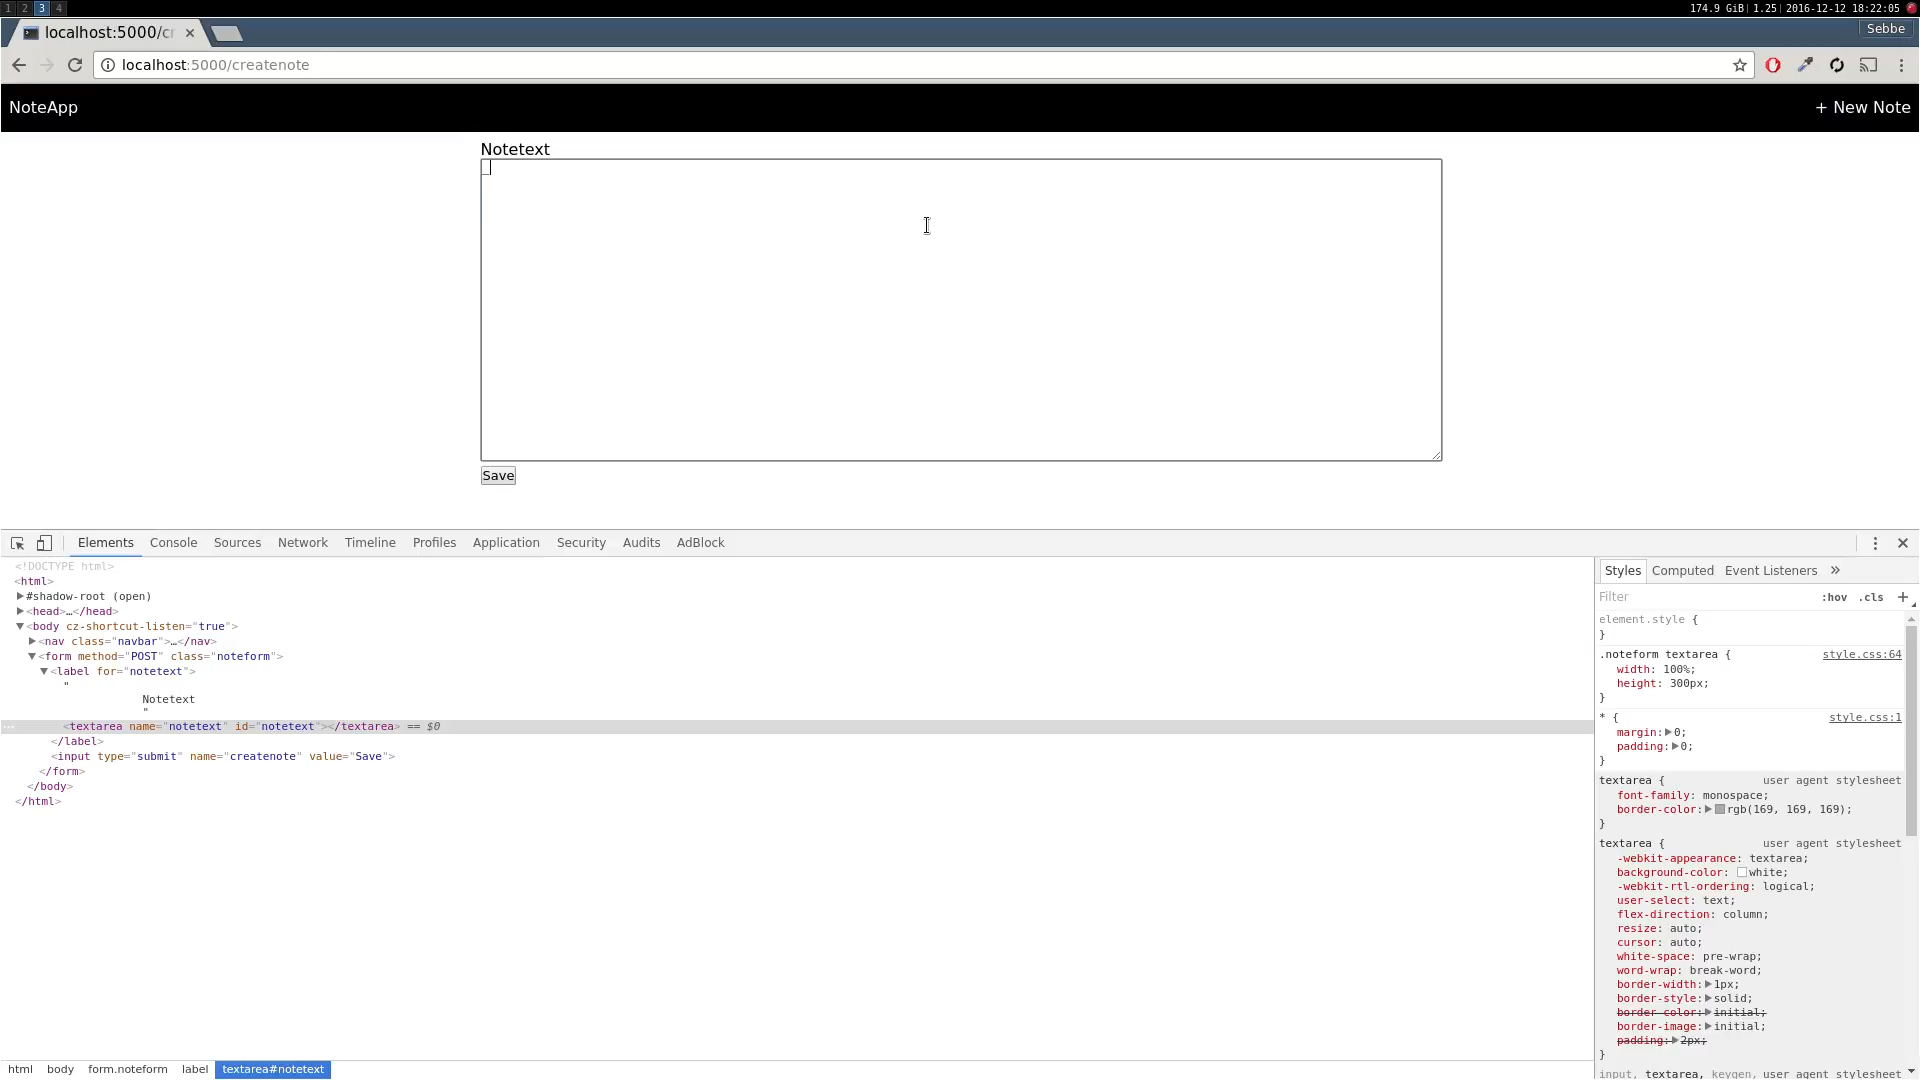 1 2 3 4
174.9 GiB| 1.25| 2016-12-12 18:22:05
localhost:5000/cr ×
Sebbe
localhost:5000/createnote
NoteApp
+ New Note
Notetext
Save
Elements Console Sources Network Timeline Profiles Application Security Audits AdBlock
<!DOCTYPE html>
<html>
▶#shadow-root (open)
▶<head>…</head>
▼<body cz-shortcut-listen="true">
▶<nav class="navbar">…</nav>
▼<form method="POST" class="noteform">
▼<label for="notetext">
"
Notetext
"
<textarea name="notetext" id="notetext"></textarea> == $0
</label>
<input type="submit" name="createnote" value="Save">
</form>
</body>
</html>
html body form.noteform label textarea#notetext
Styles Computed Event Listeners »
Filter :hov .cls +
element.style {
}
.noteform textarea { style.css:64
width: 100%;
height: 300px;
}
* { style.css:1
margin:▶0;
padding:▶0;
}
textarea { user agent stylesheet
font-family: monospace;
border-color:▶rgb(169, 169, 169);
}
textarea { user agent stylesheet
-webkit-appearance: textarea;
background-color: white;
-webkit-rtl-ordering: logical;
user-select: text;
flex-direction: column;
resize: auto;
cursor: auto;
white-space: pre-wrap;
word-wrap: break-word;
border-width:▶1px;
border-style:▶solid;
border-color:▶initial;
border-image:▶initial;
padding:▶2px;
}
input, textarea, keygen, user agent stylesheet